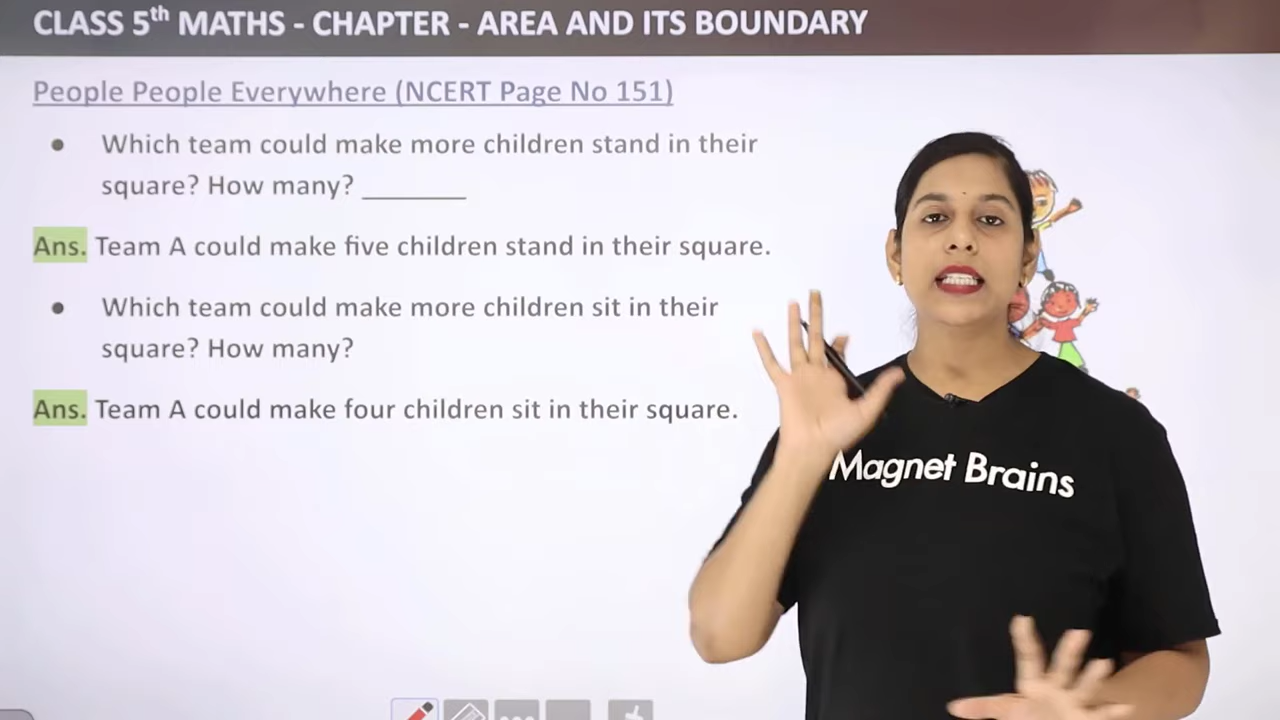 CLASS 5th MATHS - CHAPTER - AREA AND ITS BOUNDARY
People People Everywhere (NCERT Page No 151)
● Which team could make more children stand in their
square? How many? ________
Ans. Team A could make five children stand in their square.
● Which team could make more children sit in their
square? How many?
Ans. Team A could make four children sit in their square.
Magnet Brains